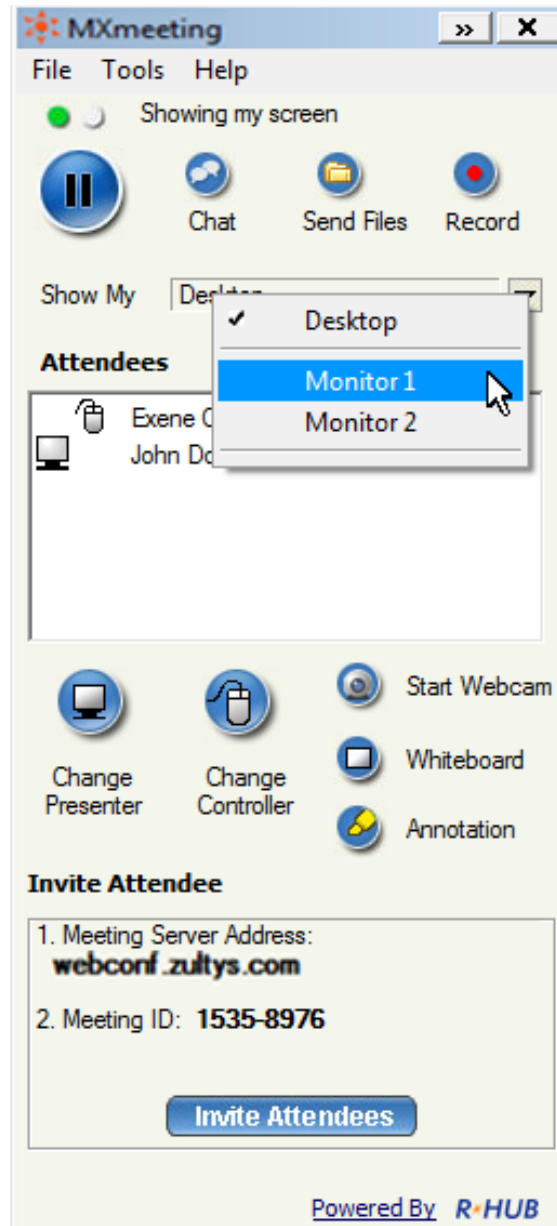 MXmeeting
File Tools Help
Showing my screen
Chat Send Files Record
Show My
Desktop
Monitor 1
Monitor 2
Attendees
Exene
John
Start Webcam
Whiteboard
Annotation
Change Presenter
Change Controller
Invite Attendee
1. Meeting Server Address:
webconf.zultys.com
2. Meeting ID: 1535-8976
Invite Attendees
Powered By R·HUB